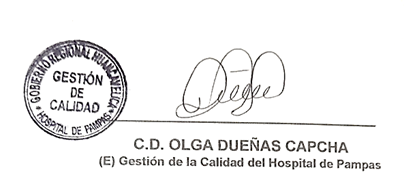 GOBIERNO REGIONAL HUANCAVELICA
GESTIÓN
DE
CALIDAD
* HOSPITAL DE PAMPAS *
C.D. OLGA DUEÑAS CAPCHA
(E) Gestión de la Calidad del Hospital de Pampas